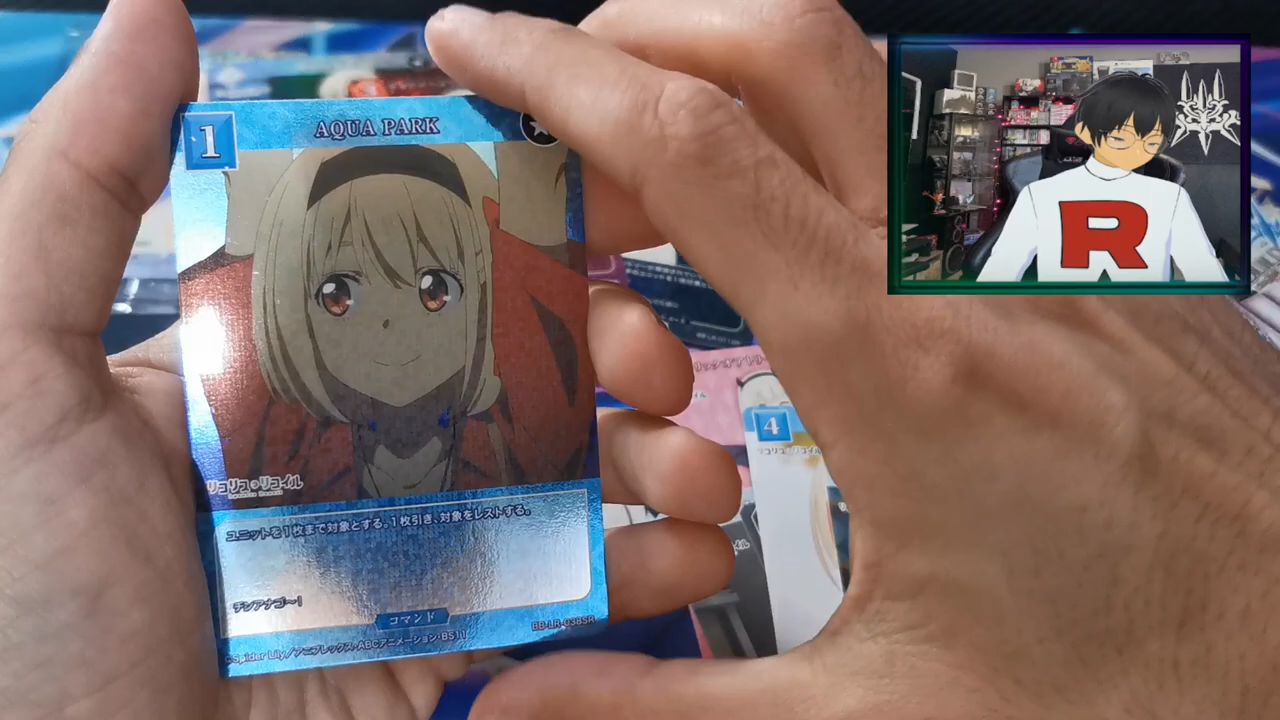 1
AQUA PARK
リコリス・リコイル
ユニットを1枚まで対象とする。1枚引き、対象をレストする。
チンアナゴ〜!
コマンド
BB-LR-038SR
©Spider Lily/アニプレックス・ABCアニメーション・BS11
4
R